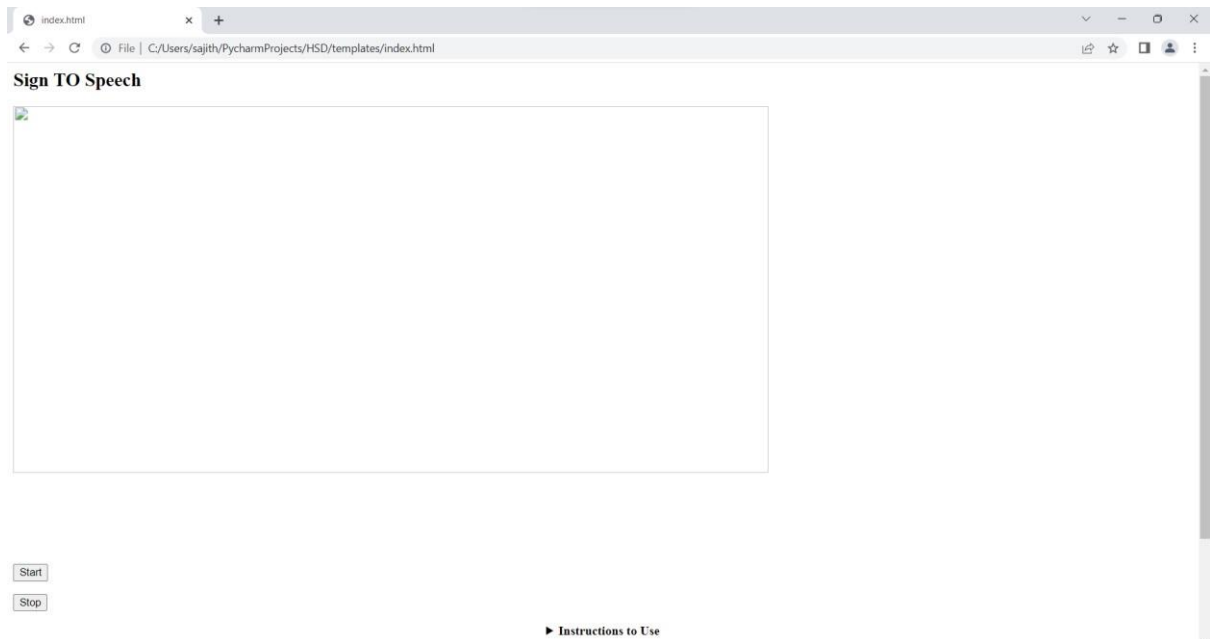 index.html
File | C:/Users/sajith/PycharmProjects/HSD/templates/index.html
Sign TO Speech
Start
Stop
Instructions to Use